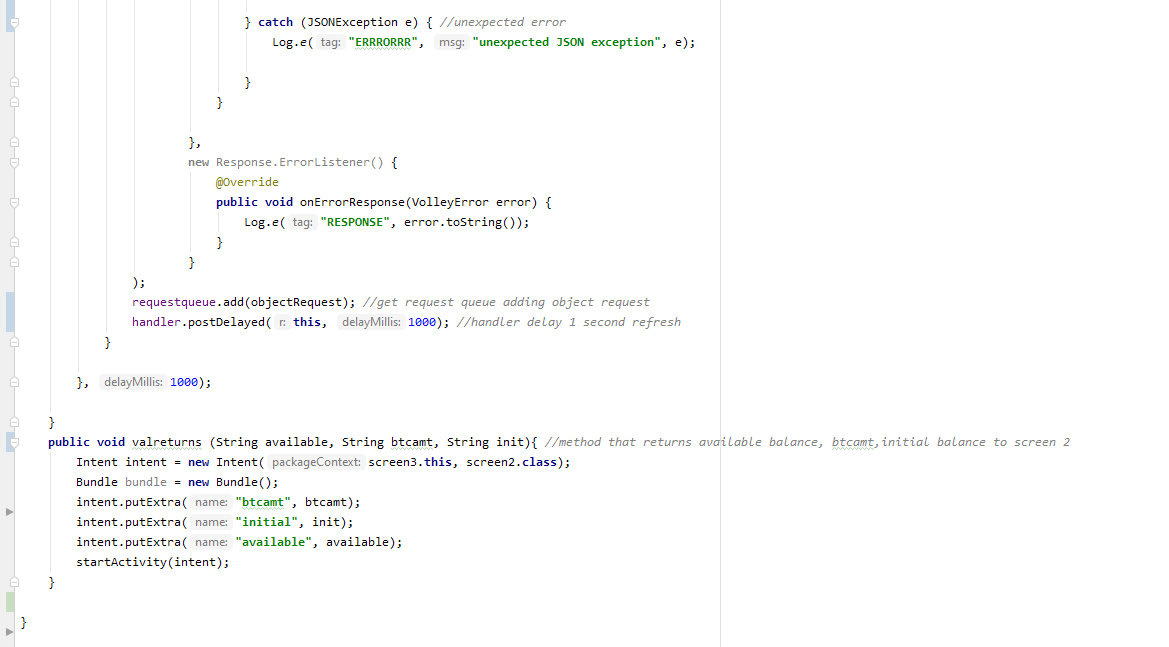 } catch (JSONException e) { //unexpected error
Log.e( tag: "ERRRORRR", msg: "unexpected JSON exception", e);
}
}
},
new Response.ErrorListener() {
@Override
public void onErrorResponse(VolleyError error) {
Log.e( tag: "RESPONSE", error.toString());
}
}
);
requestqueue.add(objectRequest); //get request queue adding object request
handler.postDelayed( r: this, delayMillis: 1000); //handler delay 1 second refresh
}
}, delayMillis: 1000);
}
public void valreturns (String available, String btcamt, String init){ //method that returns available balance, btcamt,initial balance to screen 2
Intent intent = new Intent( packageContext: screen3.this, screen2.class);
Bundle bundle = new Bundle();
intent.putExtra( name: "btcamt", btcamt);
intent.putExtra( name: "initial", init);
intent.putExtra( name: "available", available);
startActivity(intent);
}
}